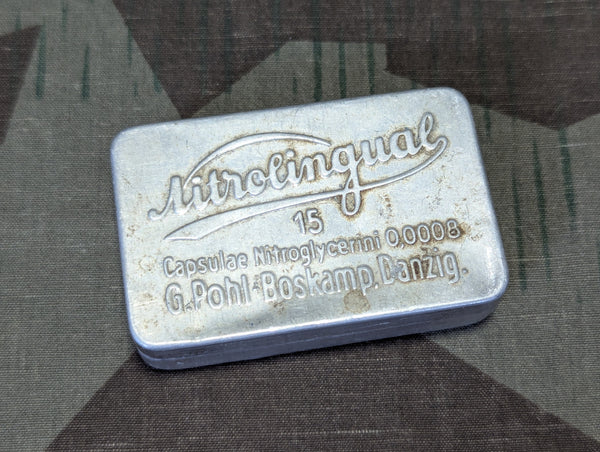 Nitrolingual
15
Capsulae Nitroglycerini 0,0008
G. Pohl-Boskamp, Danzig.